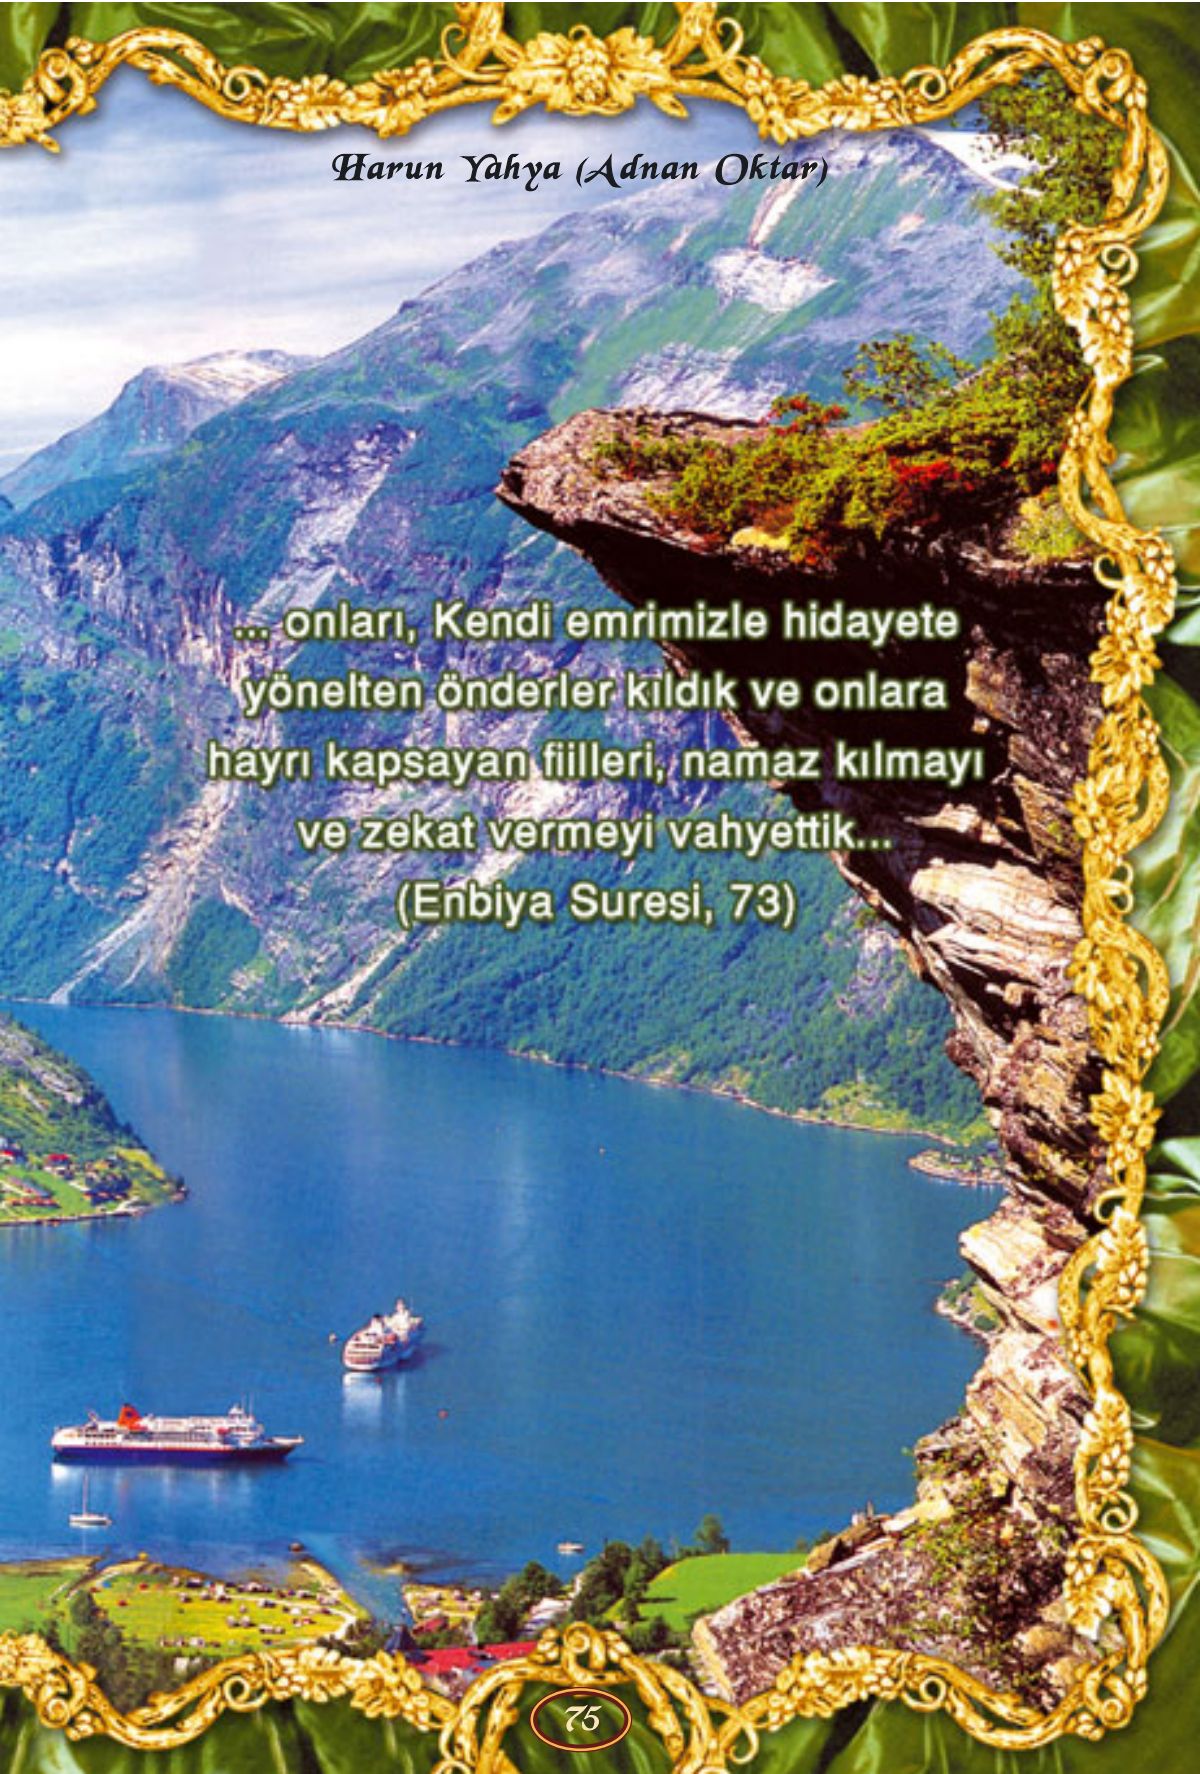 Harun Yahya (Adnan Oktar)
... onları, Kendi emrimizle hidayete
yönelten önderler kıldık ve onlara
hayrı kapsayan fiilleri, namaz kılmayı
ve zekat vermeyi vahyettik...
(Enbiya Suresi, 73)
75